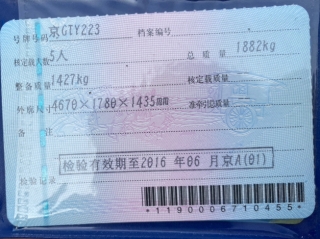 号牌号码 京GTY223 档案编号
核定载人数 5人 总质量 1882kg
整备质量 1427kg 核定载质量
外廓尺寸 4670×1780×1435mm 准牵引总质量
备注
检验有效期至2016 年06 月京A(01)
检验记录
*1190006710455*